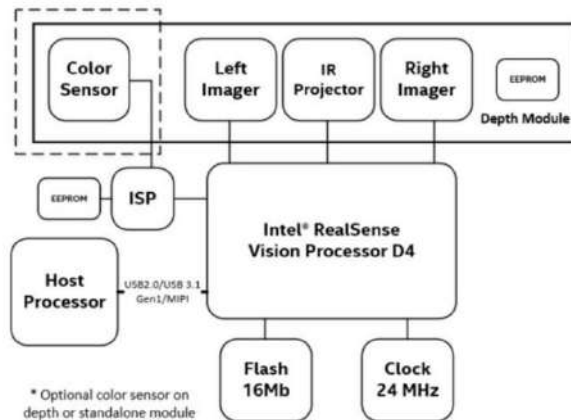 Color
Sensor
Left
Imager
IR
Projector
Right
Imager
EEPROM
Depth Module
EEPROM
ISP
Intel® RealSense
Vision Processor D4
Host
Processor
USB2.0/USB 3.1
Gen1/MIPI
Flash
16Mb
Clock
24 MHz
* Optional color sensor on
depth or standalone module